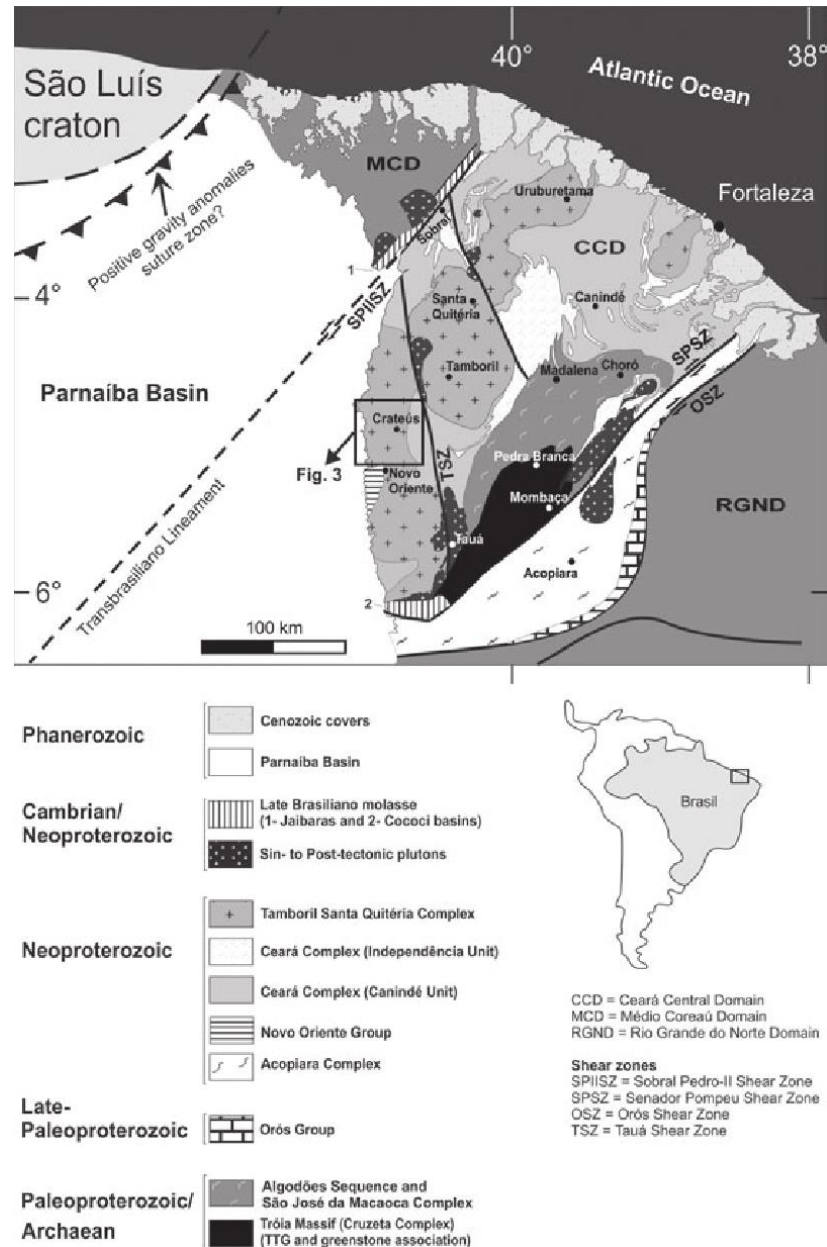 40°
38°
São Luís
craton
Atlantic Ocean
MCD
Uruburetama
Fortaleza
Sobral
CCD
Positive gravity anomalies
suture zone?
1
4°
SPIISZ
Santa
Quitéria
Canindé
SPSZ
Parnaíba Basin
Tamboril
Madalena
Choró
OSZ
Crateús
Fig. 3
Novo
Oriente
TSZ
Pedra Branca
Mombaça
RGND
Transbrasiliano Lineament
Tauá
Acopiara
6°
2
100 km
Phanerozoic
Cenozoic covers
Parnaíba Basin
Cambrian/
Neoproterozoic
Late Brasiliano molasse
(1- Jaibaras and 2- Cococi basins)
Sin- to Post-tectonic plutons
Neoproterozoic
Tamboril Santa Quitéria Complex
Ceará Complex (Independência Unit)
Ceará Complex (Canindé Unit)
Novo Oriente Group
Acopiara Complex
Late-
Paleoproterozoic
Orós Group
Paleoproterozoic/
Archaean
Algodões Sequence and
São José da Macaoca Complex
Tróia Massif (Cruzeta Complex)
(TTG and greenstone association)
Brasil
CCD = Ceará Central Domain
MCD = Médio Coreaú Domain
RGND = Rio Grande do Norte Domain
Shear zones
SPIISZ = Sobral Pedro-II Shear Zone
SPSZ = Senador Pompeu Shear Zone
OSZ = Orós Shear Zone
TSZ = Tauá Shear Zone